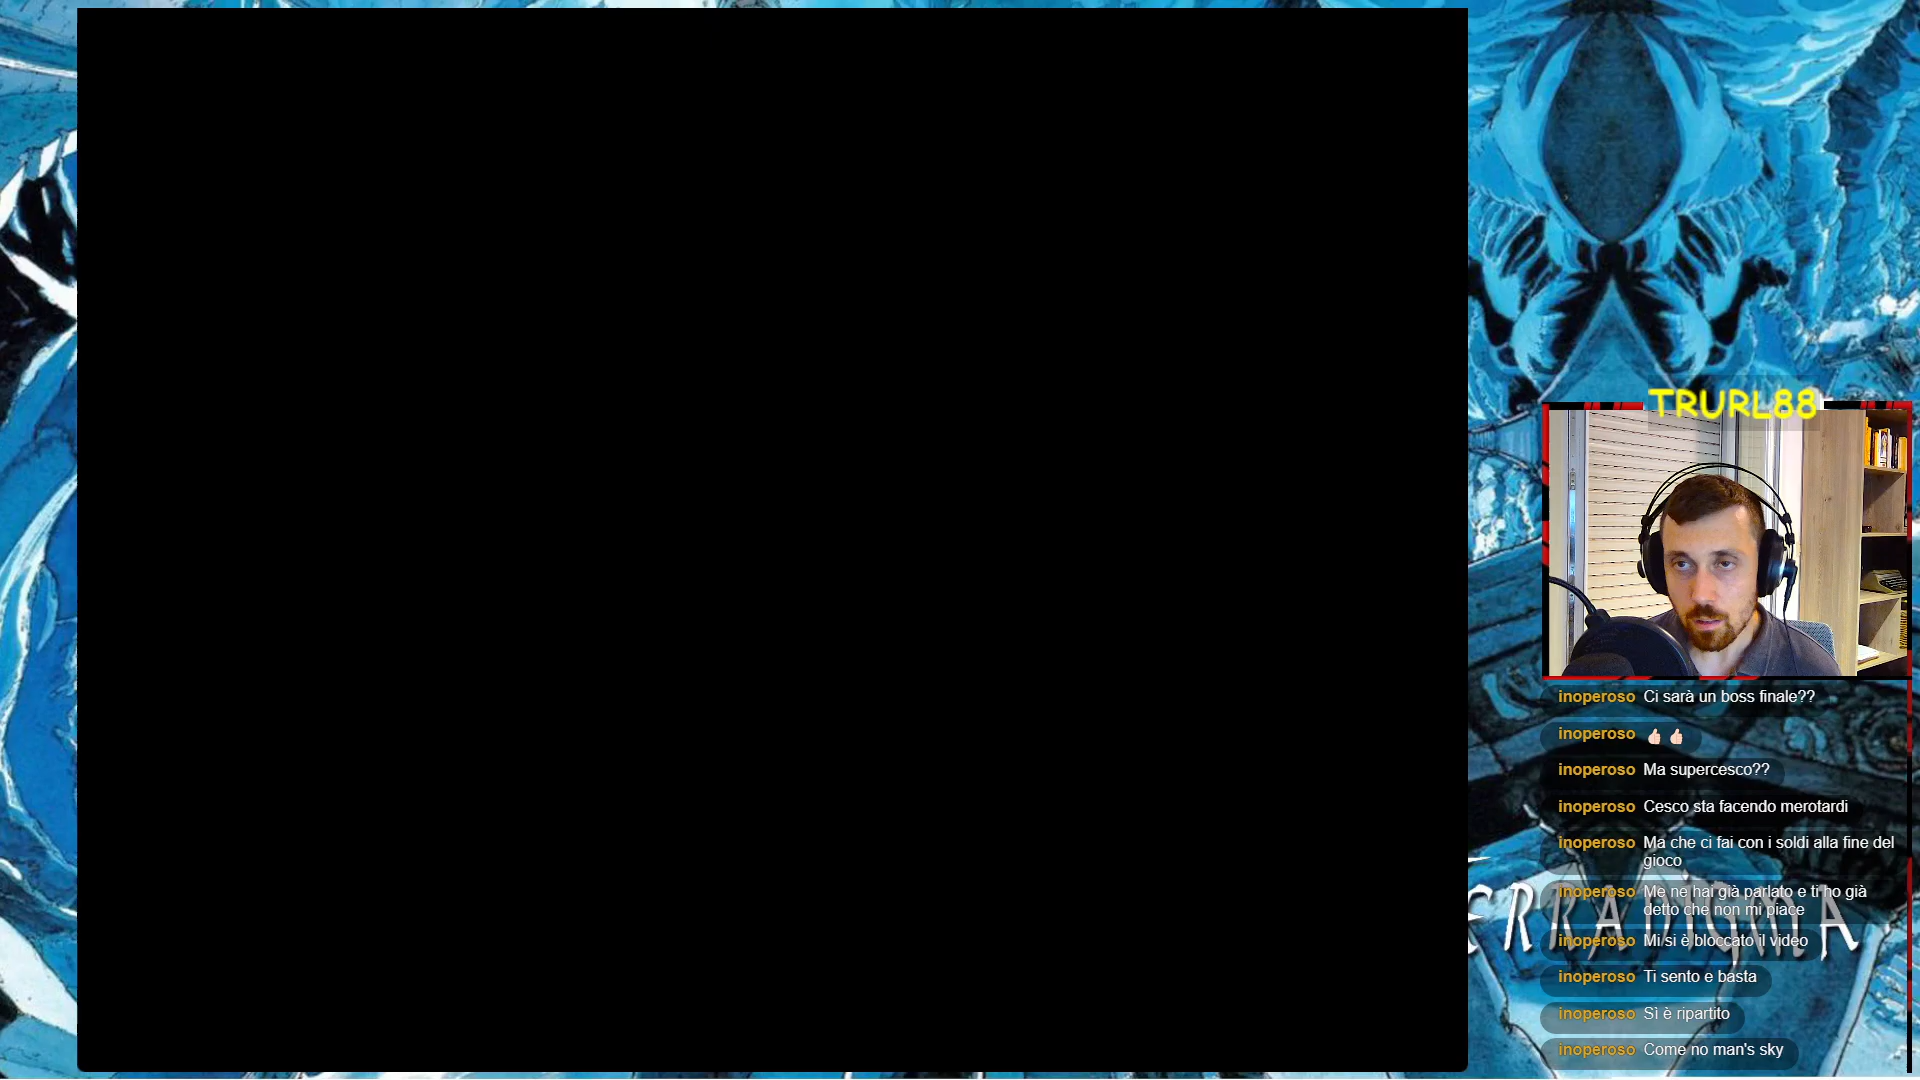 TRURL88
inoperoso Ci sarà un boss finale??
inoperoso 👍🏻 👍🏻
inoperoso Ma supercesco??
inoperoso Cesco sta facendo merotardi
inoperoso Ma che ci fai con i soldi alla fine del
gioco
inoperoso Me ne hai già parlato e ti ho già
detto che non mi piace
ERRADIGMA
inoperoso Mi si è bloccato il video
inoperoso Ti sento e basta
inoperoso Sì è ripartito
inoperoso Come no man's sky